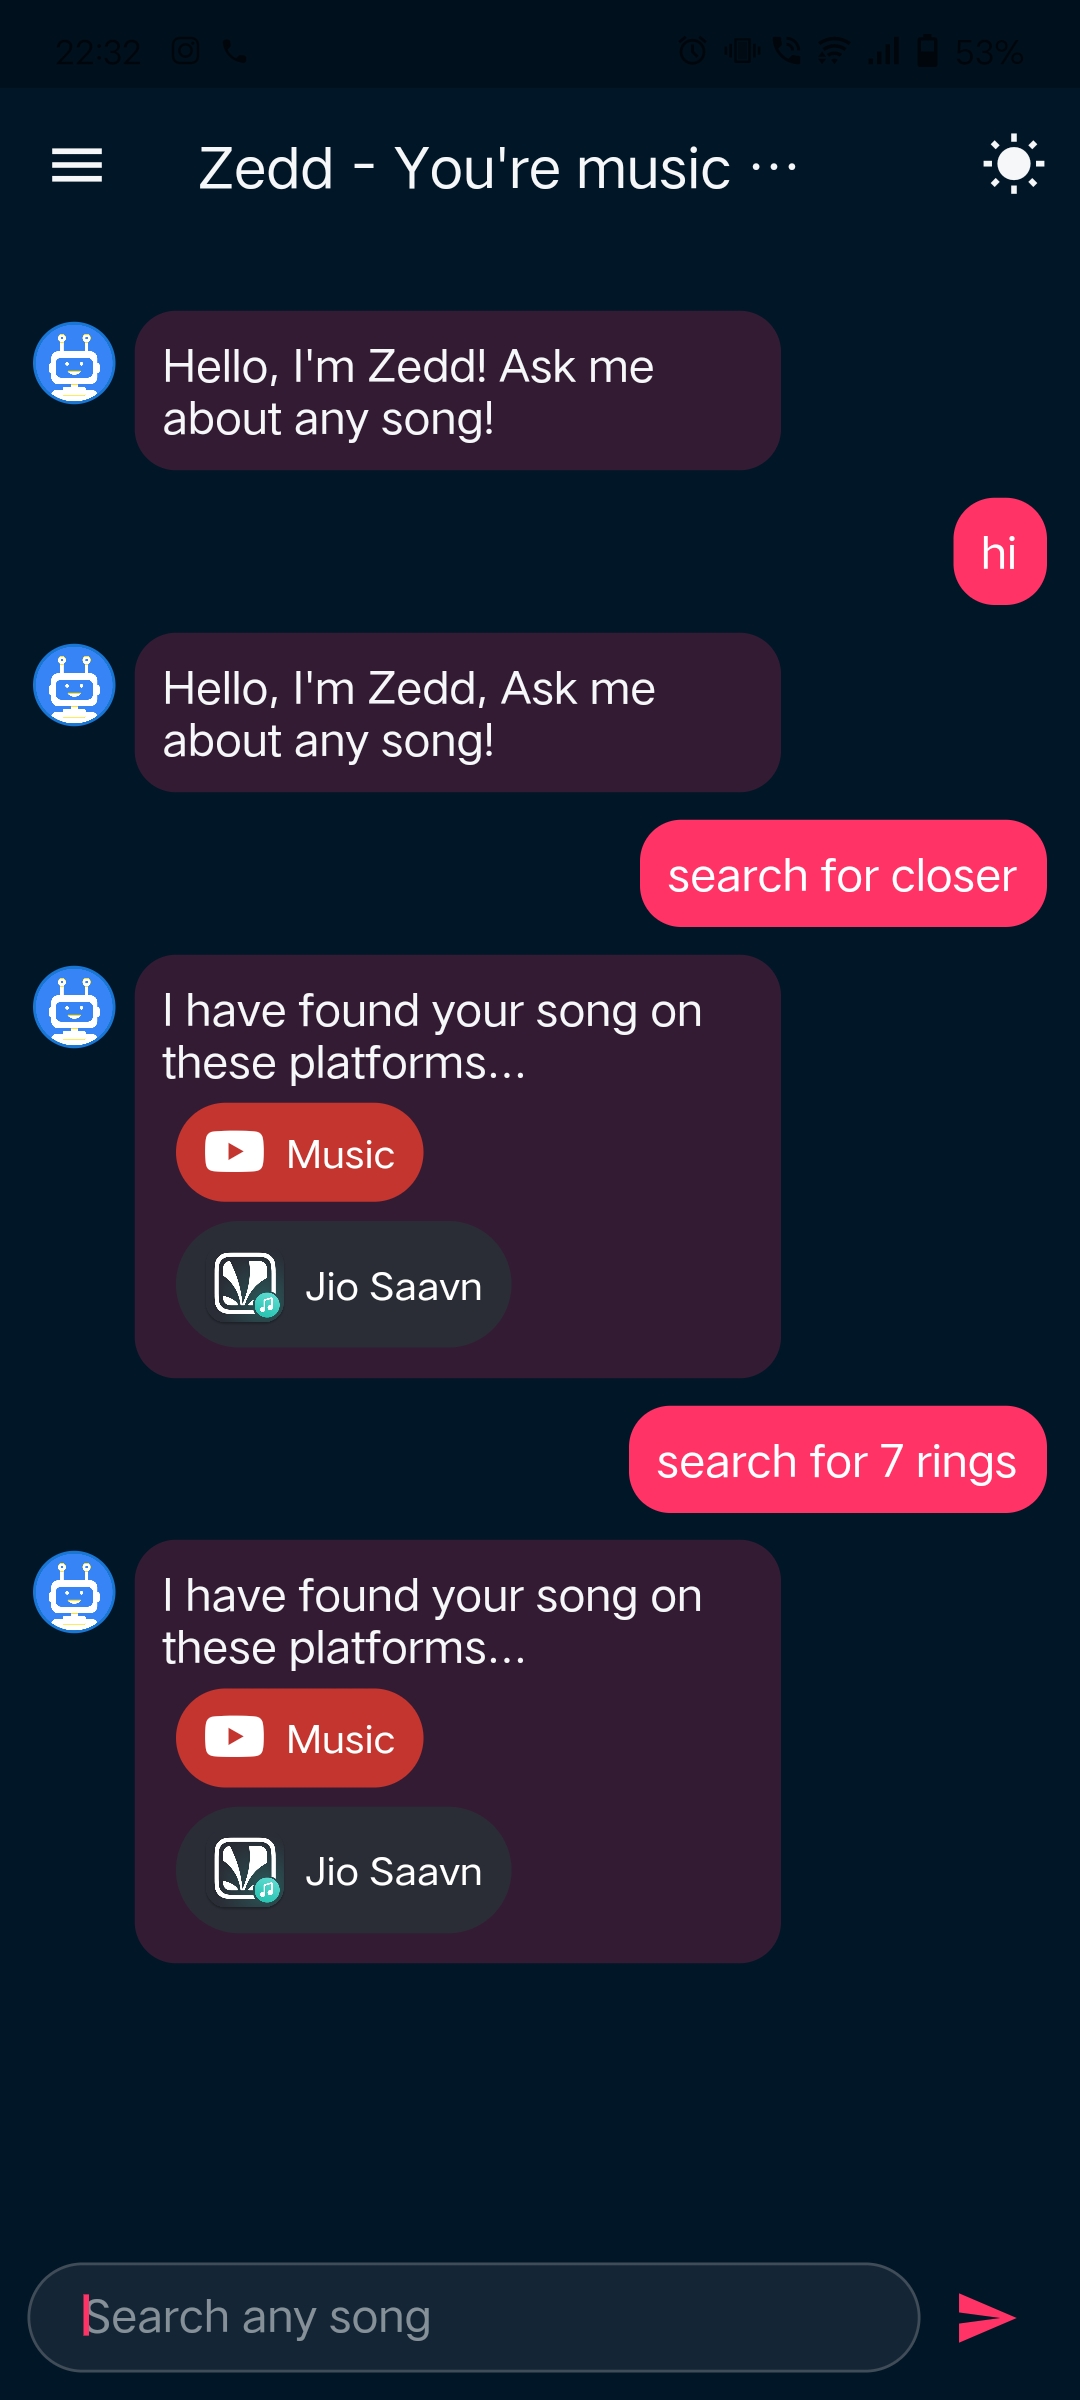 22:32 53%
Zedd - You're music ...
Hello, I'm Zedd! Ask me
about any song!
hi
Hello, I'm Zedd, Ask me
about any song!
search for closer
I have found your song on
these platforms...
Music
Jio Saavn
search for 7 rings
I have found your song on
these platforms...
Music
Jio Saavn
Search any song